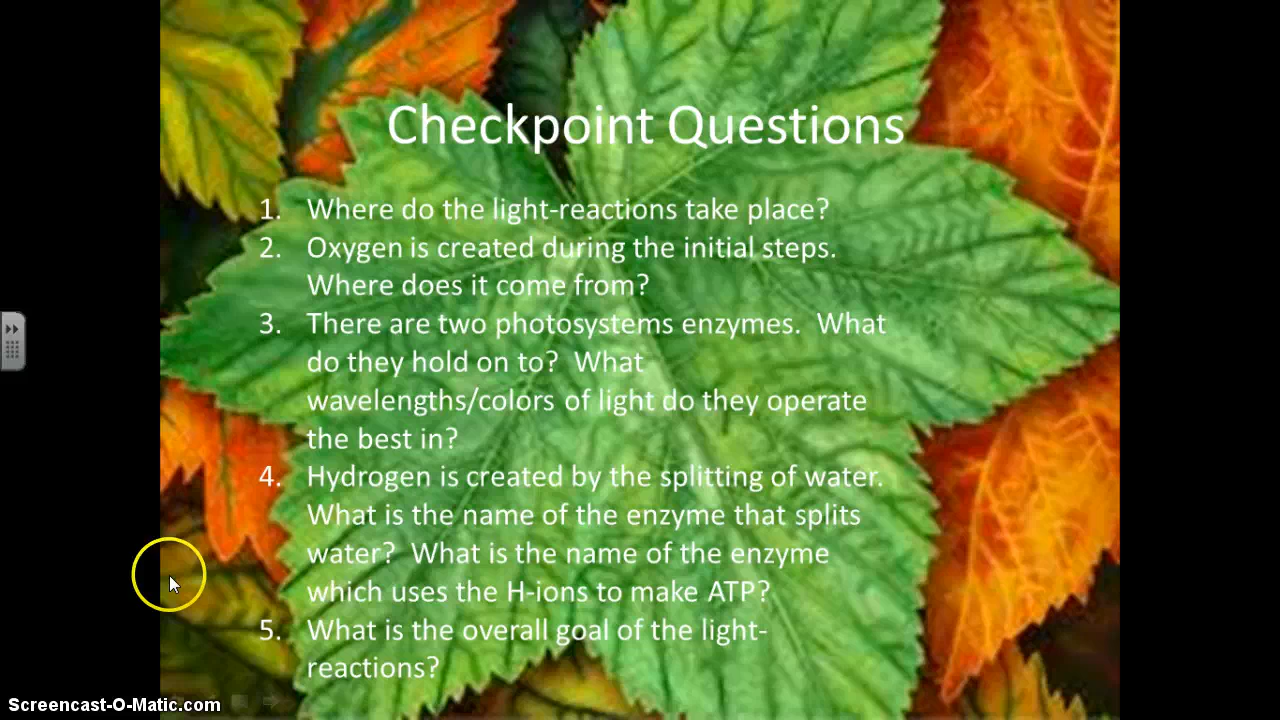 Checkpoint Questions
1. Where do the light-reactions take place?
2. Oxygen is created during the initial steps.
Where does it come from?
3. There are two photosystems enzymes. What
do they hold on to? What
wavelengths/colors of light do they operate
the best in?
4. Hydrogen is created by the splitting of water.
What is the name of the enzyme that splits
water? What is the name of the enzyme
which uses the H-ions to make ATP?
5. What is the overall goal of the light-
reactions?
Screencast-O-Matic.com